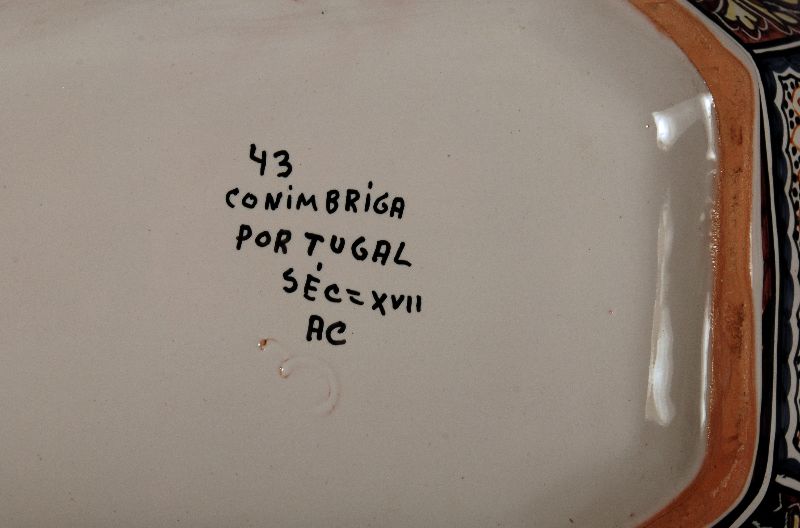 43
CONiMBRiGA
PORTUGAL
SÉC=XVII
AC